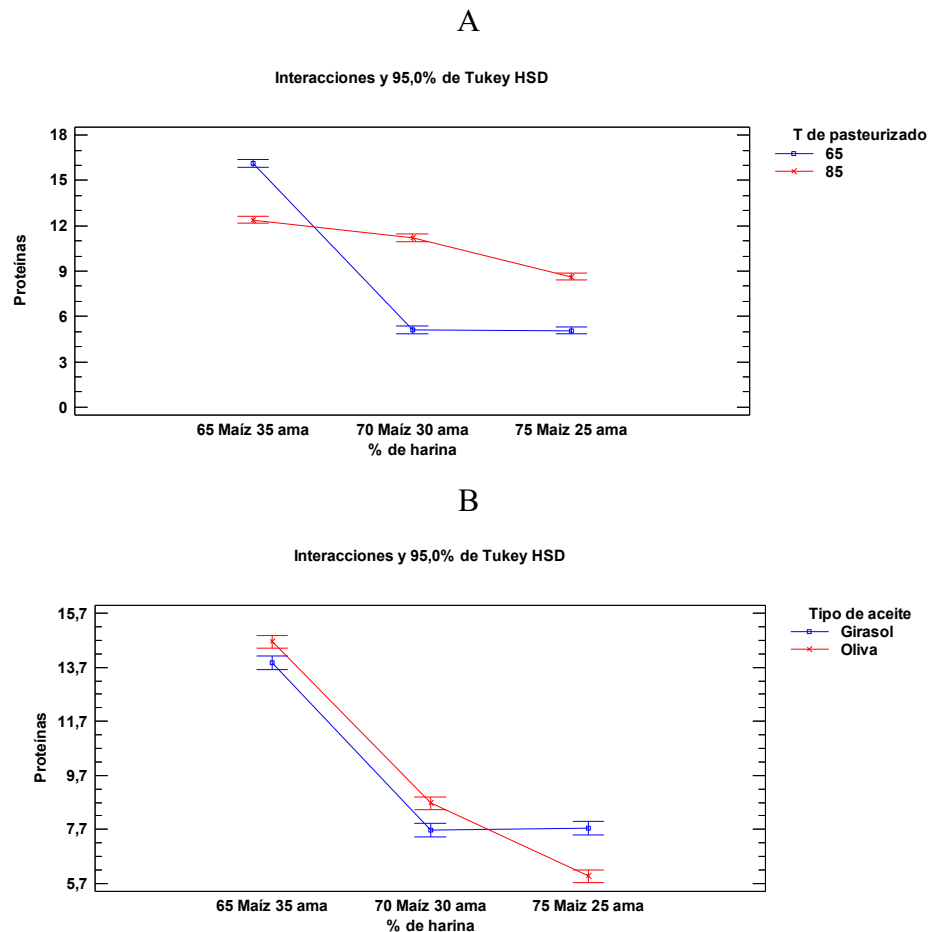 A
Interacciones y 95,0% de Tukey HSD
T de pasteurizado
65
85
Proteínas
18
15
12
9
6
3
0
65 Maíz 35 ama
70 Maíz 30 ama
75 Maiz 25 ama
% de harina
B
Interacciones y 95,0% de Tukey HSD
Tipo de aceite
Girasol
Oliva
Proteínas
15,7
13,7
11,7
9,7
7,7
5,7
65 Maíz 35 ama
70 Maíz 30 ama
75 Maiz 25 ama
% de harina